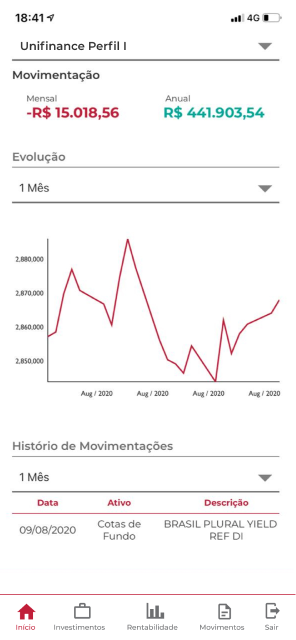 18:41
4G
Unifinance Perfil I
Movimentação
Mensal
Anual
-R$ 15.018,56
R$ 441.903,54
Evolução
1 Mês
2,880,000
2,870,000
2,860,000
2,850,000
Aug / 2020
Aug / 2020
Aug / 2020
Aug / 2020
Histório de Movimentações
1 Mês
Data
Ativo
Descrição
09/08/2020
Cotas de
Fundo
BRASIL PLURAL YIELD
REF DI
Início
Investimentos
Rentabilidade
Movimentos
Sair